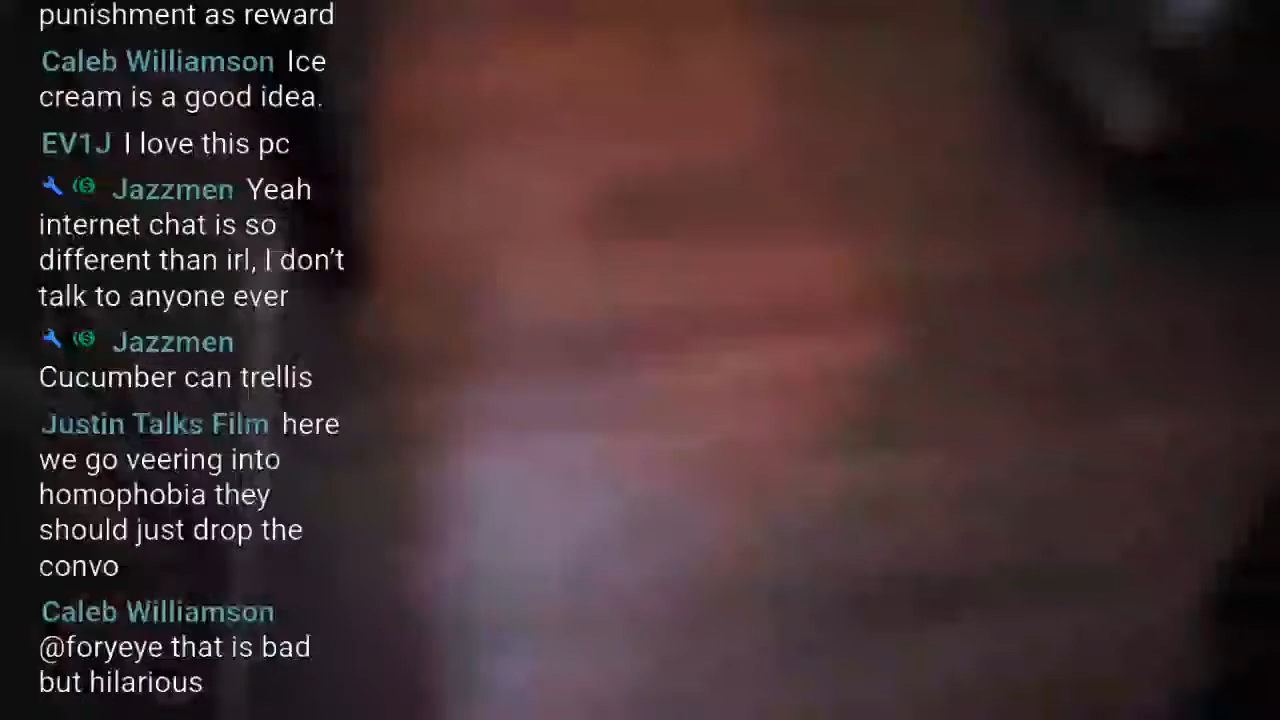 punishment as reward
Caleb Williamson Ice
cream is a good idea.
EV1J I love this pc
Jazzmen Yeah
internet chat is so
different than irl, I don’t
talk to anyone ever
Jazzmen
Cucumber can trellis
Justin Talks Film here
we go veering into
homophobia they
should just drop the
convo
Caleb Williamson
@foryeye that is bad
but hilarious